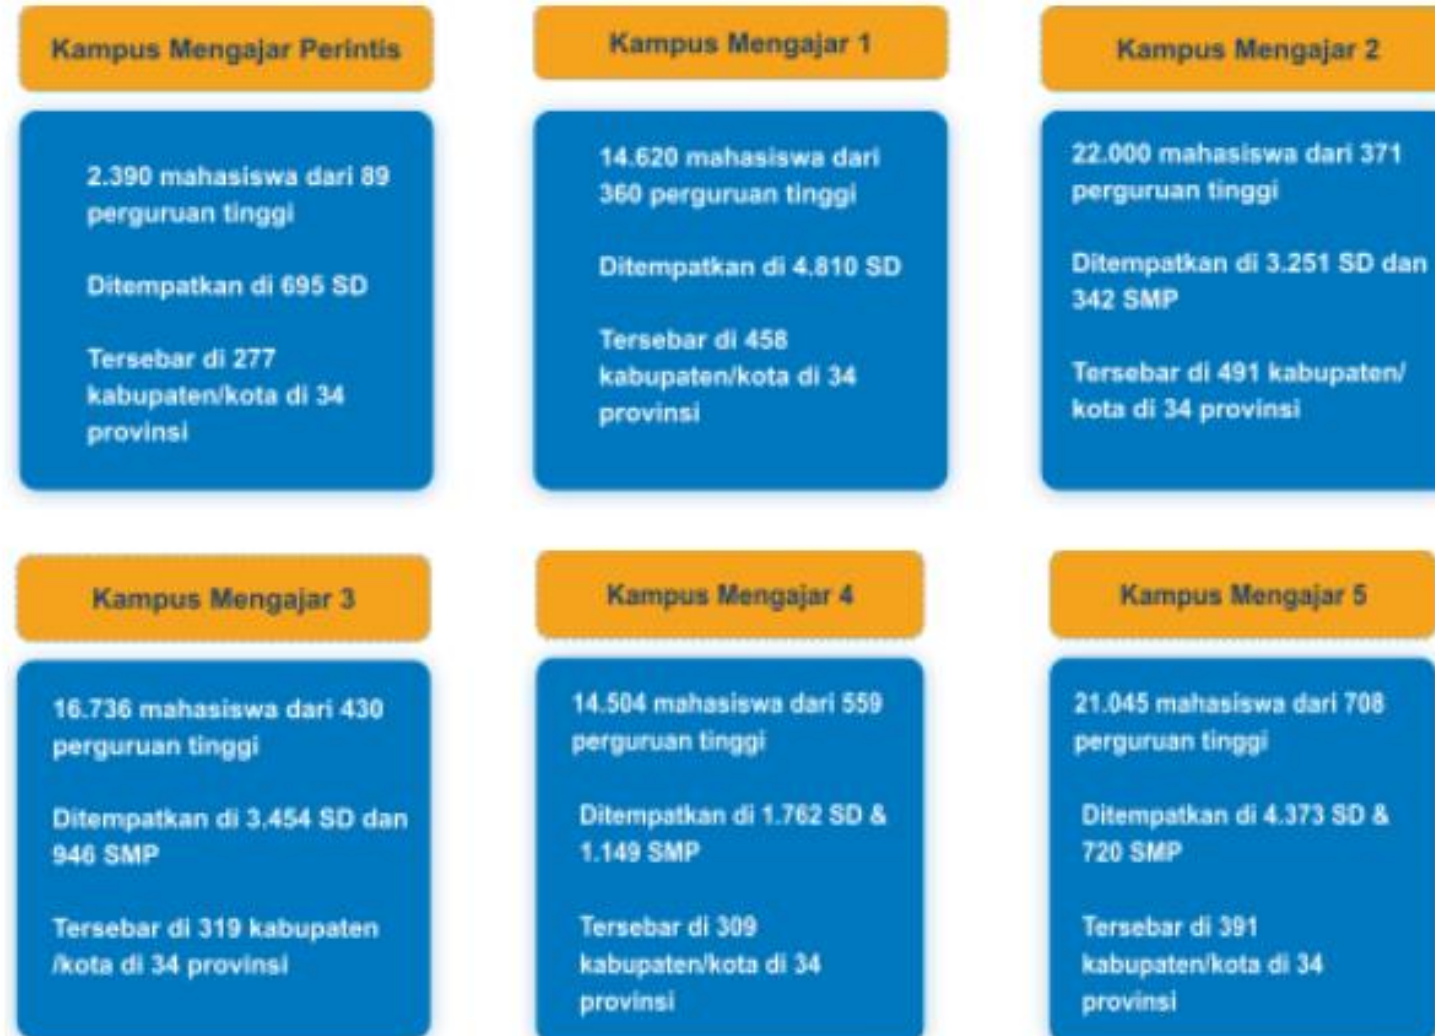 Kampus Mengajar Perintis
2.390 mahasiswa dari 89
perguruan tinggi
Ditempatkan di 695 SD
Tersebar di 277
kabupaten/kota di 34
provinsi
Kampus Mengajar 1
14.620 mahasiswa dari
360 perguruan tinggi
Ditempatkan di 4.810 SD
Tersebar di 458
kabupaten/kota di 34
provinsi
Kampus Mengajar 2
22.000 mahasiswa dari 371
perguruan tinggi
Ditempatkan di 3.251 SD dan
342 SMP
Tersebar di 491 kabupaten/
kota di 34 provinsi
Kampus Mengajar 3
16.736 mahasiswa dari 430
perguruan tinggi
Ditempatkan di 3.454 SD dan
946 SMP
Tersebar di 319 kabupaten
/kota di 34 provinsi
Kampus Mengajar 4
14.504 mahasiswa dari 559
perguruan tinggi
Ditempatkan di 1.762 SD &
1.149 SMP
Tersebar di 309
kabupaten/kota di 34
provinsi
Kampus Mengajar 5
21.045 mahasiswa dari 708
perguruan tinggi
Ditempatkan di 4.373 SD &
720 SMP
Tersebar di 391
kabupaten/kota di 34
provinsi